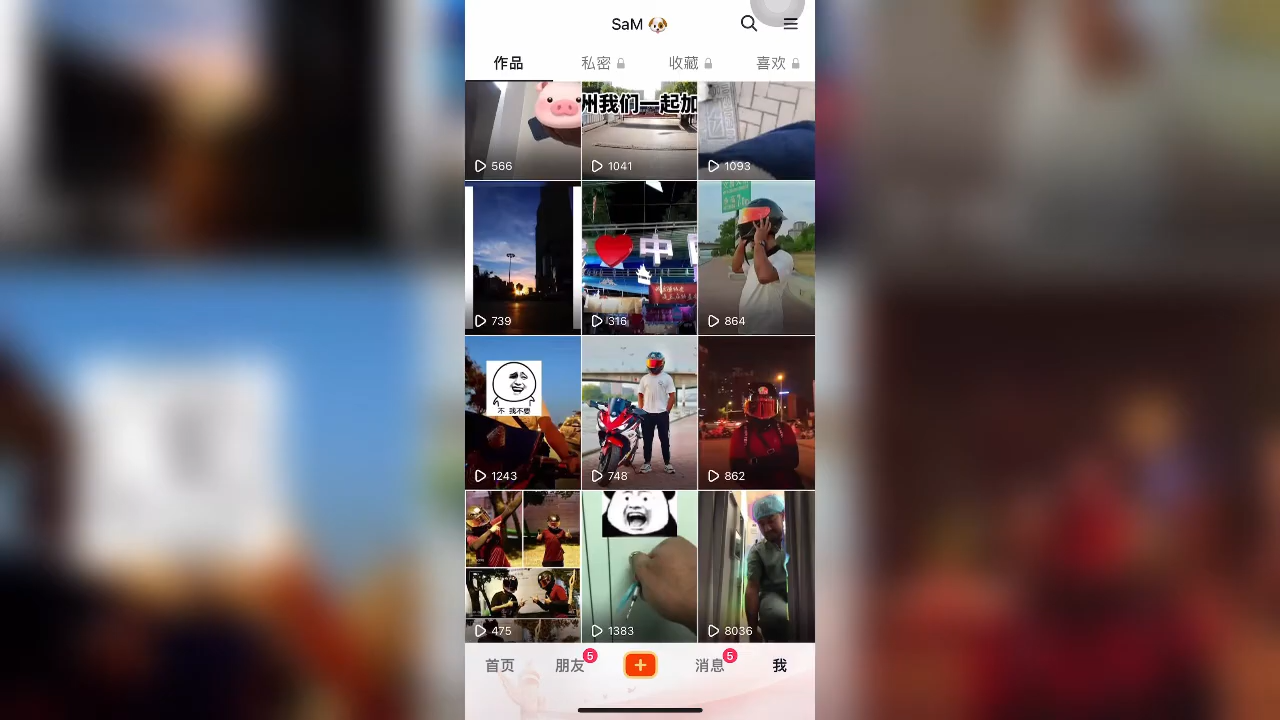 SaM
作品
私密
收藏
喜欢
州我们一起加
566
1041
1093
中
739
316
864
不 我不要
1243
748
862
475
1383
8036
首页
朋友
5
消息
5
我